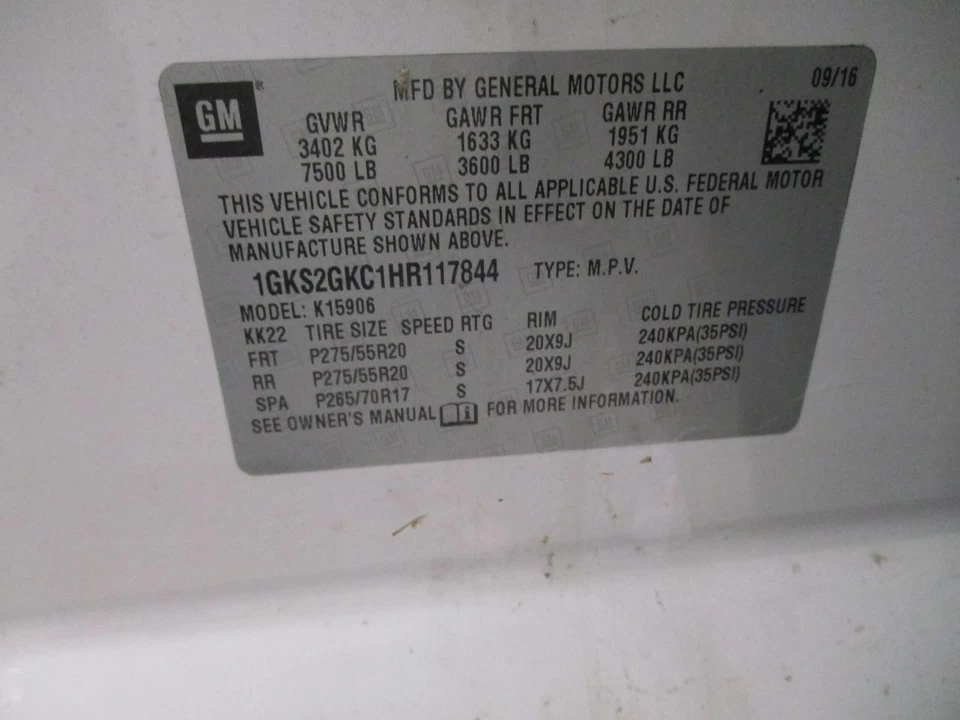 GM
MFD BY GENERAL MOTORS LLC 09/16
GVWR GAWR FRT GAWR RR
3402 KG 1633 KG 1951 KG
7500 LB 3600 LB 4300 LB
THIS VEHICLE CONFORMS TO ALL APPLICABLE U.S. FEDERAL MOTOR
VEHICLE SAFETY STANDARDS IN EFFECT ON THE DATE OF
MANUFACTURE SHOWN ABOVE.
1GKS2GKC1HR117844 TYPE: M.P.V.
MODEL: K15906
KK22 TIRE SIZE SPEED RTG RIM COLD TIRE PRESSURE
FRT P275/55R20 S 20X9J 240KPA(35PSI)
RR P275/55R20 S 20X9J 240KPA(35PSI)
SPA P265/70R17 S 17X7.5J 240KPA(35PSI)
SEE OWNER'S MANUAL i FOR MORE INFORMATION.